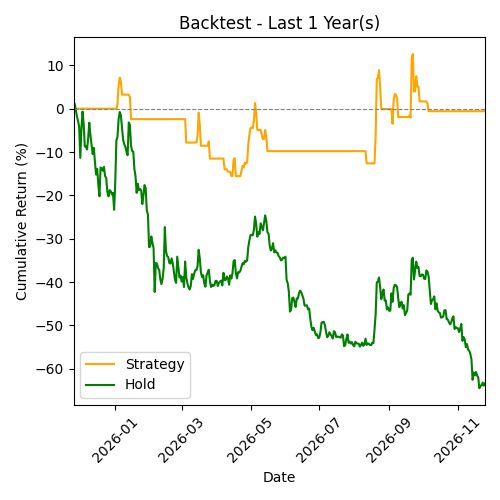 Backtest - Last 1 Year(s)
Cumulative Return (%)
10
0
−10
−20
−30
−40
−50
−60
Strategy
Hold
2026-01
2026-03
2026-05
2026-07
2026-09
2026-11
Date